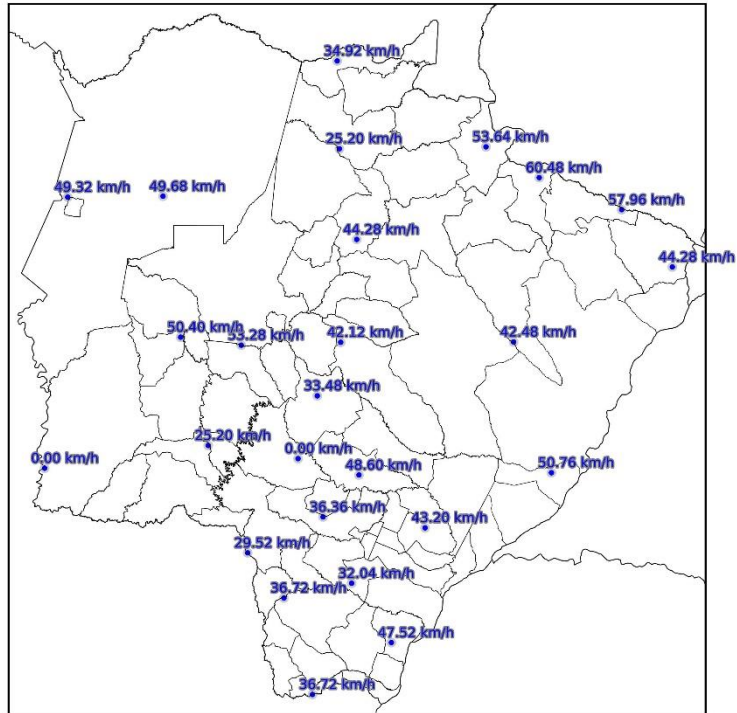 34.92 km/h
25.20 km/h
53.64 km/h
60.48 km/h
49.32 km/h
49.68 km/h
57.96 km/h
44.28 km/h
44.28 km/h
50.40 km/h
53.28 km/h
42.12 km/h
42.48 km/h
33.48 km/h
25.20 km/h
0.00 km/h
0.00 km/h
48.60 km/h
50.76 km/h
36.36 km/h
43.20 km/h
29.52 km/h
32.04 km/h
36.72 km/h
47.52 km/h
36.72 km/h